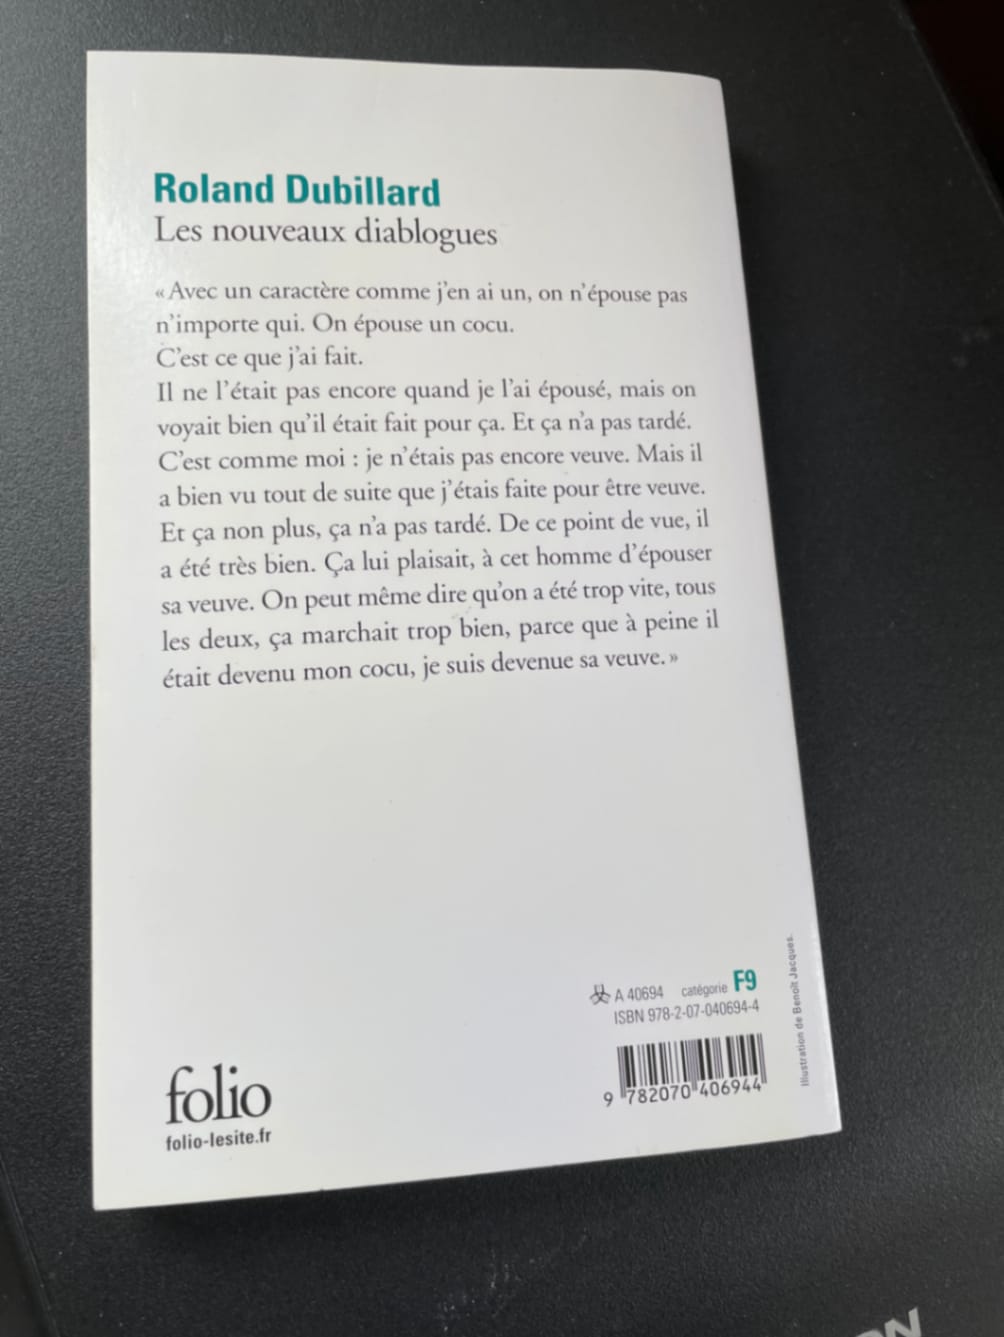 Roland Dubillard
Les nouveaux diablogues
« Avec un caractère comme j'en ai un, on n'épouse pas
n'importe qui. On épouse un cocu.
C'est ce que j'ai fait.
Il ne l'était pas encore quand je l'ai épousé, mais on
voyait bien qu'il était fait pour ça. Et ça n'a pas tardé.
C'est comme moi : je n'étais pas encore veuve. Mais il
a bien vu tout de suite que j'étais faite pour être veuve.
Et ça non plus, ça n'a pas tardé. De ce point de vue, il
a été très bien. Ça lui plaisait, à cet homme d'épouser
sa veuve. On peut même dire qu'on a été trop vite, tous
les deux, ça marchait trop bien, parce que à peine il
était devenu mon cocu, je suis devenue sa veuve. »
A 40694 catégorie F9
ISBN 978-2-07-040694-4
9 782070 406944
Illustration de Benoît Jacques.
folio
folio-lesite.fr